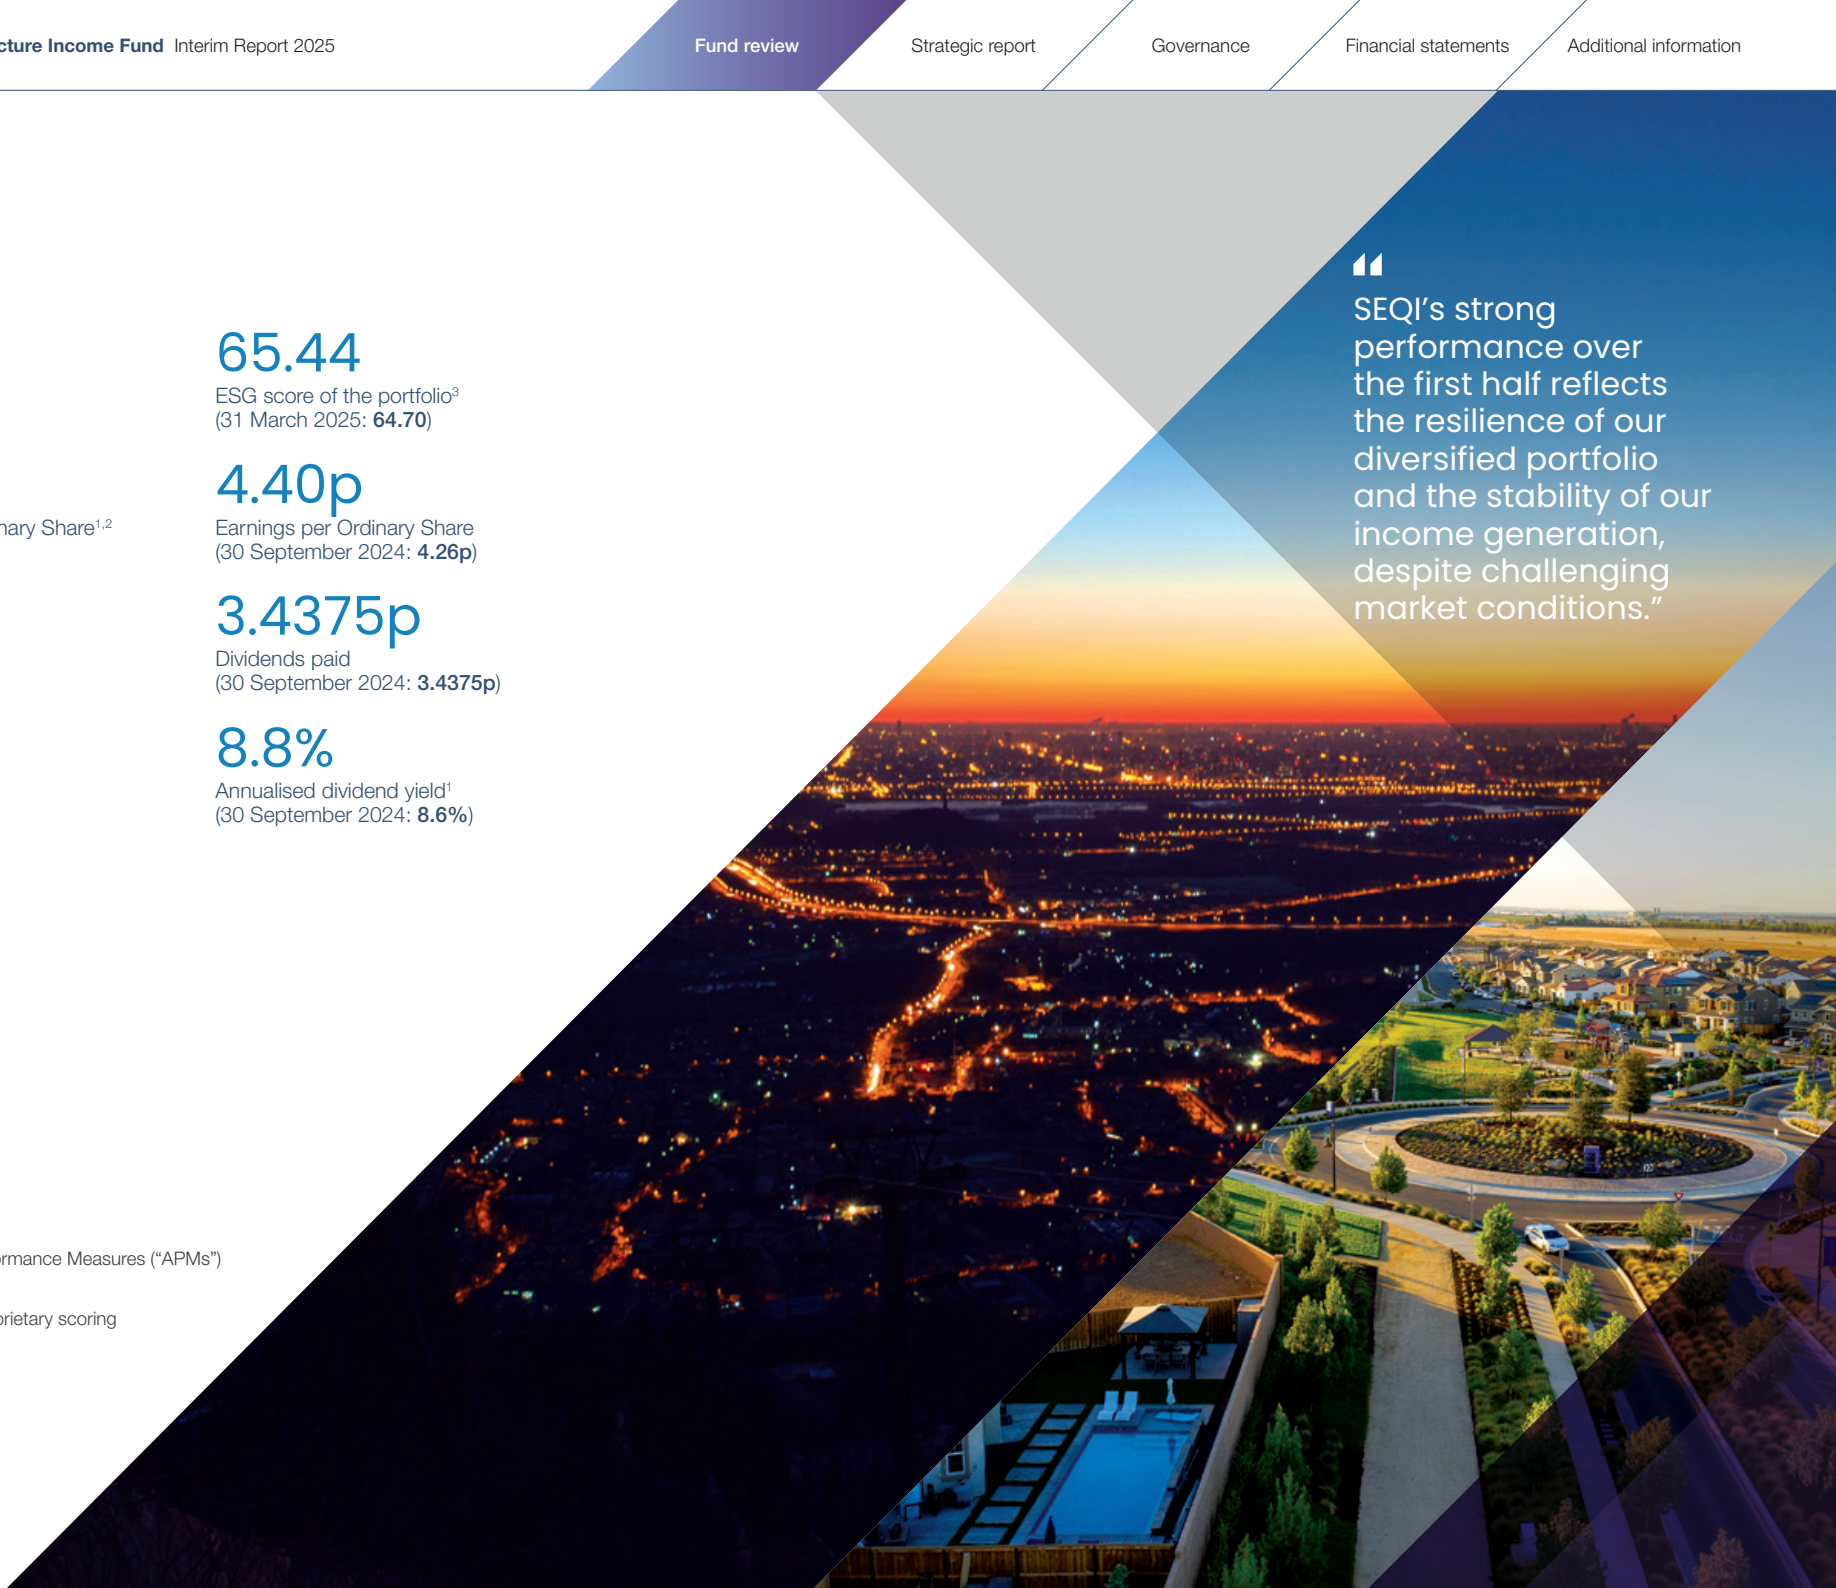 cture Income Fund Interim Report 2025
Fund review
Strategic report
Governance
Financial statements
Additional information
nary Share1,2
65.44
ESG score of the portfolio3
(31 March 2025: 64.70)
4.40p
Earnings per Ordinary Share
(30 September 2024: 4.26p)
3.4375p
Dividends paid
(30 September 2024: 3.4375p)
8.8%
Annualised dividend yield1
(30 September 2024: 8.6%)
“
SEQI’s strong
performance over
the first half reflects
the resilience of our
diversified portfolio
and the stability of our
income generation,
despite challenging
market conditions.”
ormance Measures (“APMs”)
prietary scoring